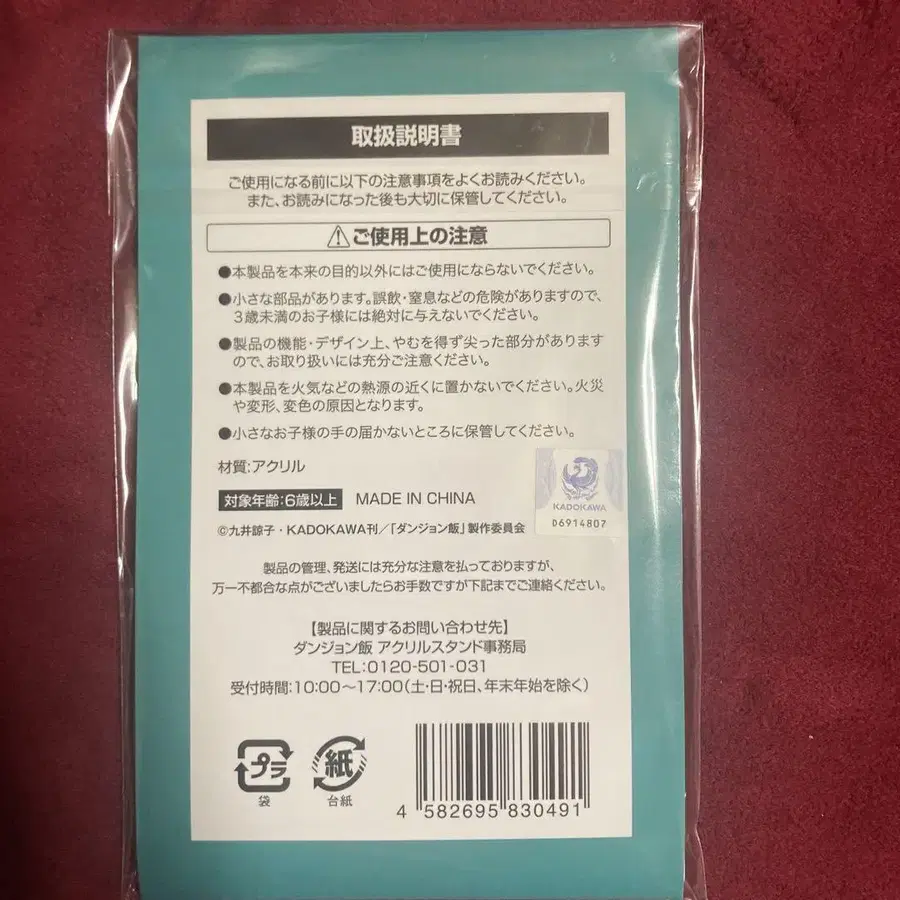 取扱説明書
ご使用になる前に以下の注意事項をよくお読みください。
また、お読みになった後も大切に保管してください。
⚠ご使用上の注意
●本製品を本来の目的以外にはご使用にならないでください。
●小さな部品があります。誤飲・窒息などの危険がありますので、
3歳未満のお子様には絶対に与えないでください。
●製品の機能・デザイン上、やむを得ず尖った部分があります
ので、お取り扱いには充分ご注意ください。
●本製品を火気などの熱源の近くに置かないでください。火災
や変形、変色の原因となります。
●小さなお子様の手の届かないところに保管してください。
材質:アクリル
対象年齢:6歳以上 MADE IN CHINA
©九井諒子・KADOKAWA刊/「ダンジョン飯」製作委員会
KADOKAWA
D6914807
製品の管理、発送には充分な注意を払っておりますが、
万一不都合な点がございましたらお手数ですが下記までご連絡ください。
【製品に関するお問い合わせ先】
ダンジョン飯 アクリルスタンド事務局
TEL:0120-501-031
受付時間:10:00〜17:00(土・日・祝日、年末年始を除く)
プラ
袋
紙
台紙
4 582695 830491